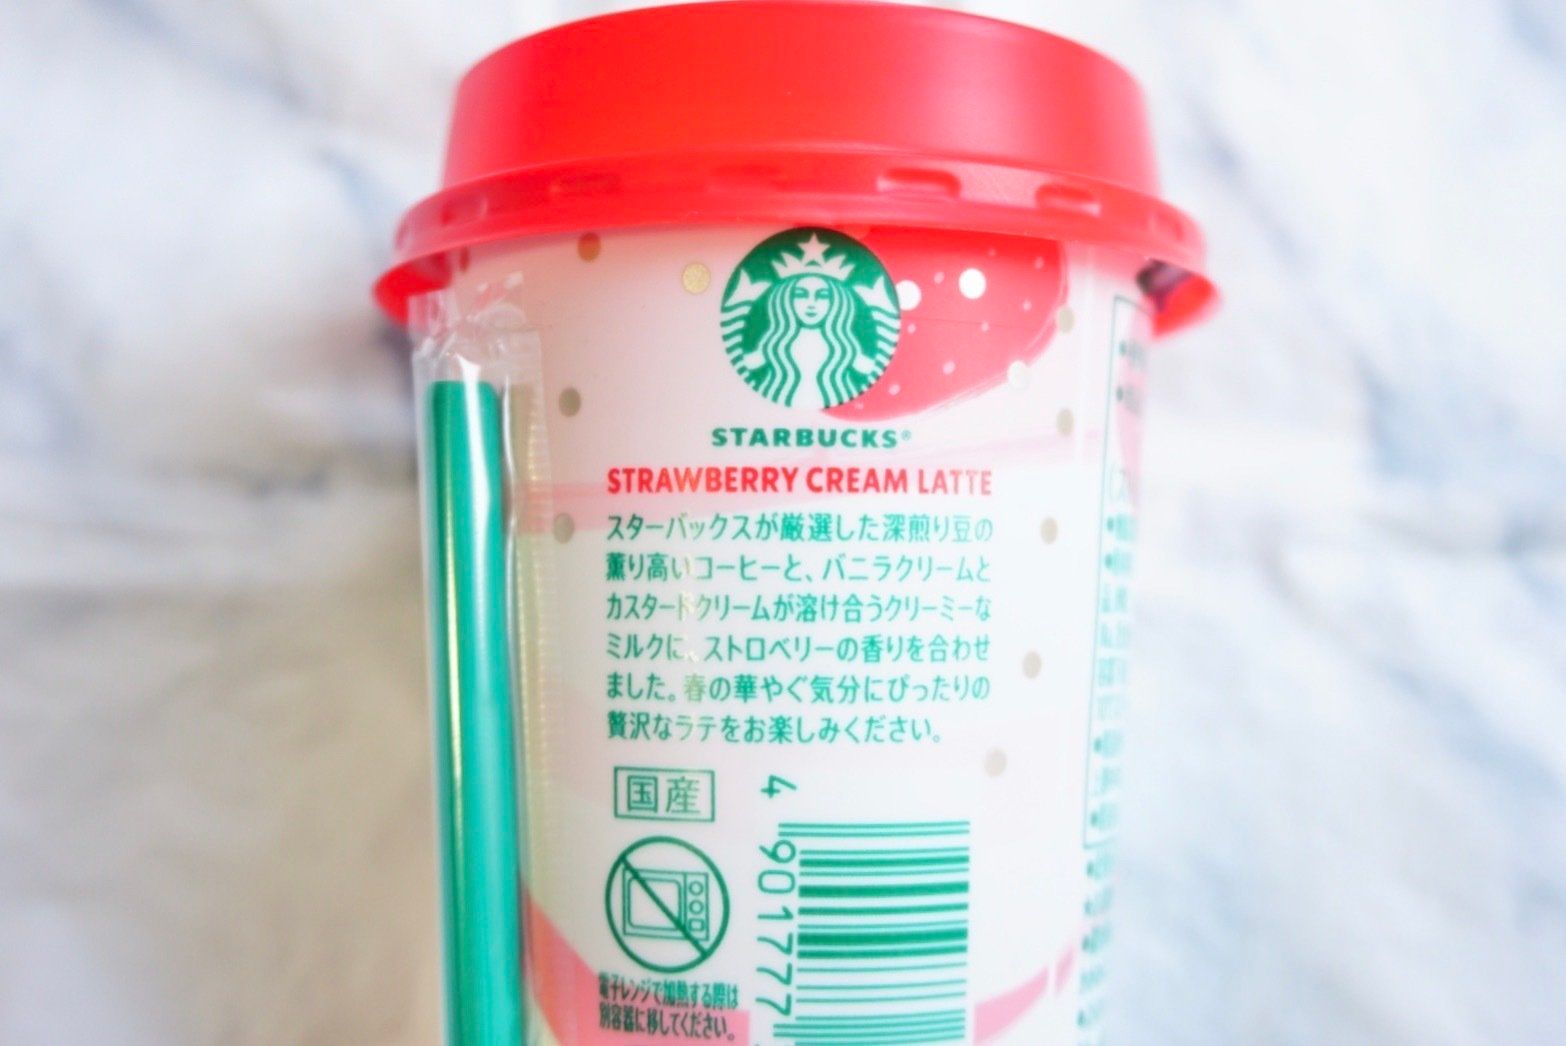 STARBUCKS®
STRAWBERRY CREAM LATTE
スターバックスが厳選した深煎り豆の
薫り高いコーヒーと、バニラクリームと
カスタードクリームが溶け合うクリーミーな
ミルクに、ストロベリーの香りを合わせ
ました。春の華やぐ気分にぴったりの
贅沢なラテをお楽しみください。
国産
電子レンジで加熱する際は
別容器に移してください。
4 901777